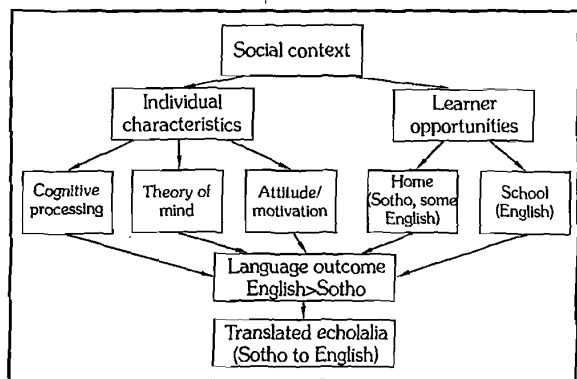 Social context
Individual
characteristics
Learner
opportunities
Cognitive
processing
Theory of
mind
Attitude/
motivation
Home
(Sotho, some
English)
School
(English)
Language outcome
English>Sotho
Translated echolalia
(Sotho to English)